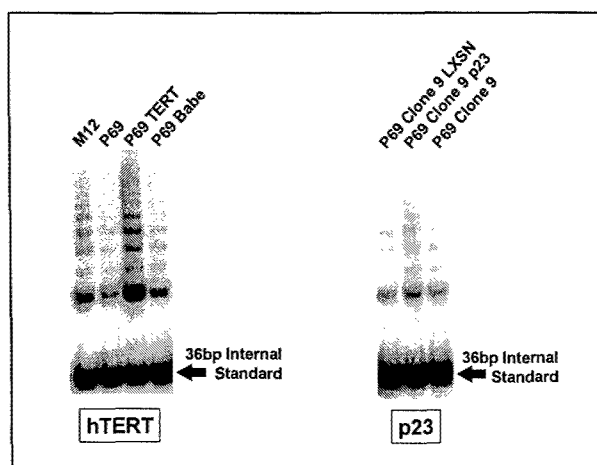 M12
P69
P69 TERT
P69 Babe
P69 Clone 9 LXSN
P69 Clone 9 p23
P69 Clone 9
36bp Internal
Standard
36bp Internal
Standard
hTERT
p23